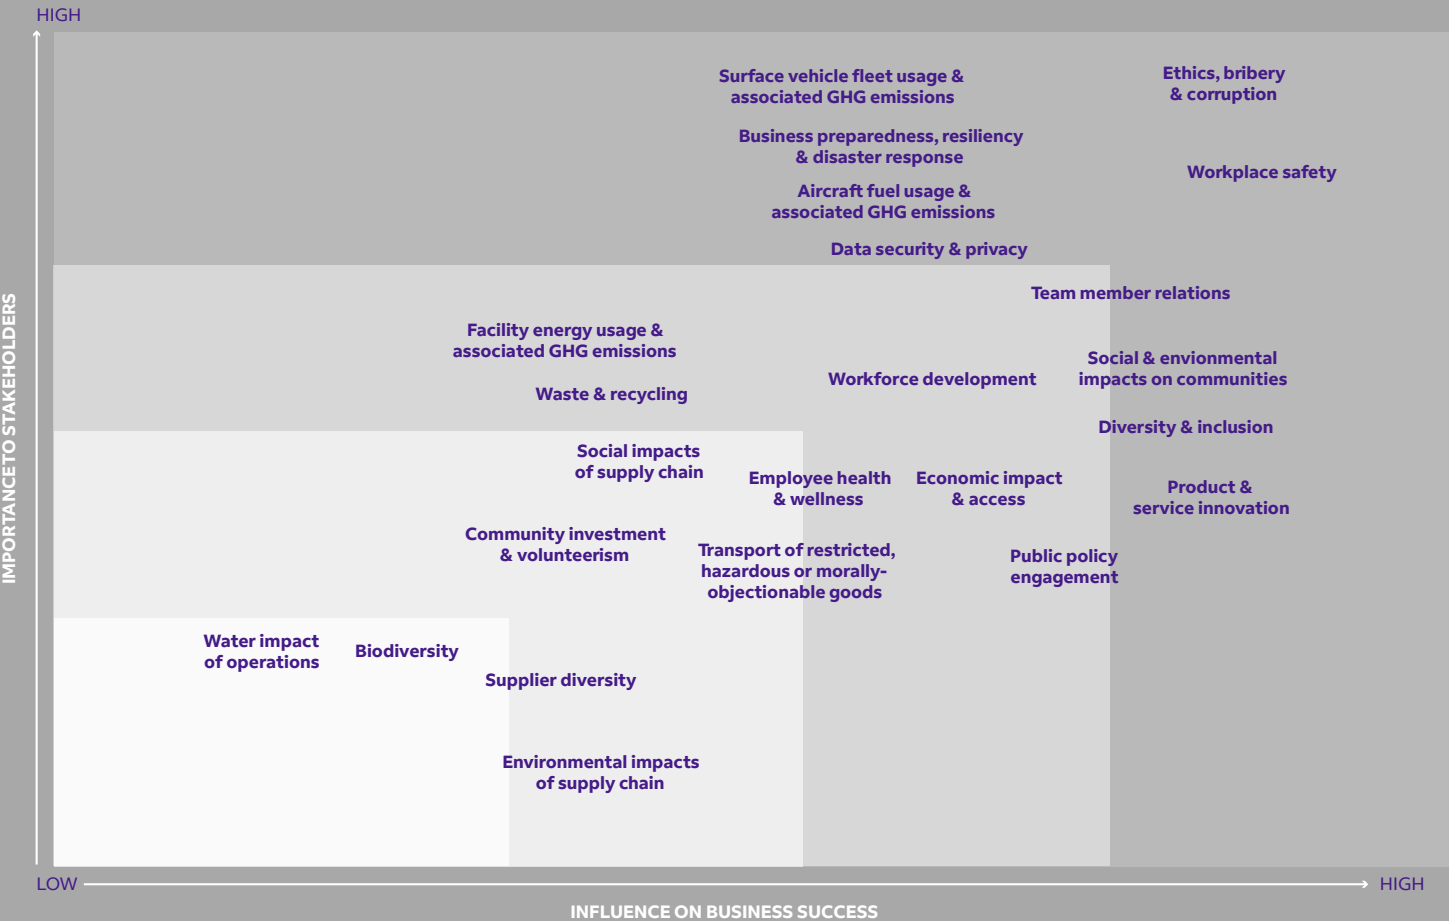 HIGH
Surface vehicle fleet usage &
associated GHG emissions
Ethics, bribery
& corruption
Business preparedness, resiliency
& disaster response
Workplace safety
Aircraft fuel usage &
associated GHG emissions
Data security & privacy
Team member relations
Facility energy usage &
associated GHG emissions
Social & envionmental
impacts on communities
Workforce development
Waste & recycling
Diversity & inclusion
Social impacts
of supply chain
Employee health
& wellness
Economic impact
& access
Product &
service innovation
Community investment
& volunteerism
Transport of restricted,
hazardous or morally-
objectionable goods
Public policy
engagement
Water impact
of operations
Biodiversity
Supplier diversity
Environmental impacts
of supply chain
IMPORTANCE TO STAKEHOLDERS
LOW
HIGH
INFLUENCE ON BUSINESS SUCCESS